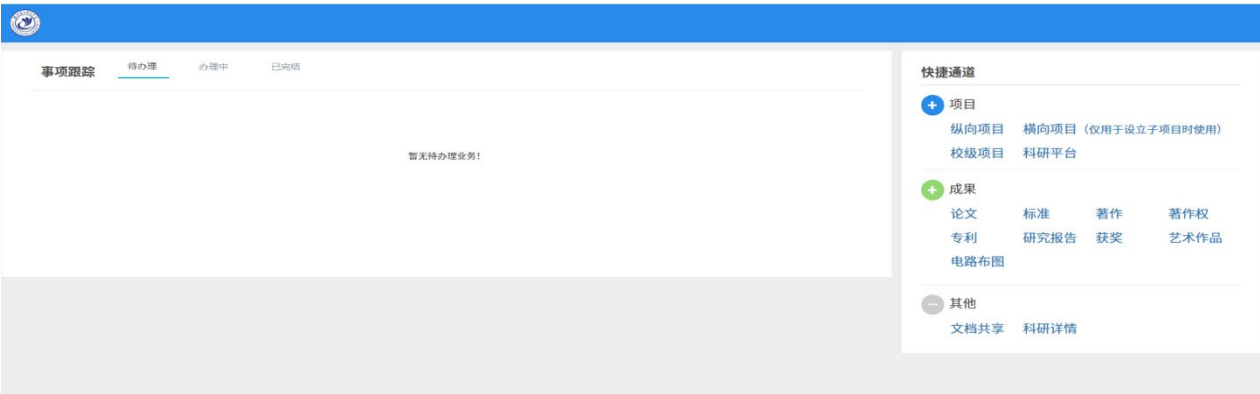 事项跟踪 待办理 办理中 已完结
暂无待办理业务!
快捷通道
项目
纵向项目 横向项目(仅用于设立子项目时使用)
校级项目 科研平台
成果
论文 标准 著作 著作权
专利 研究报告 获奖 艺术作品
电路布图
其他
文档共享 科研详情